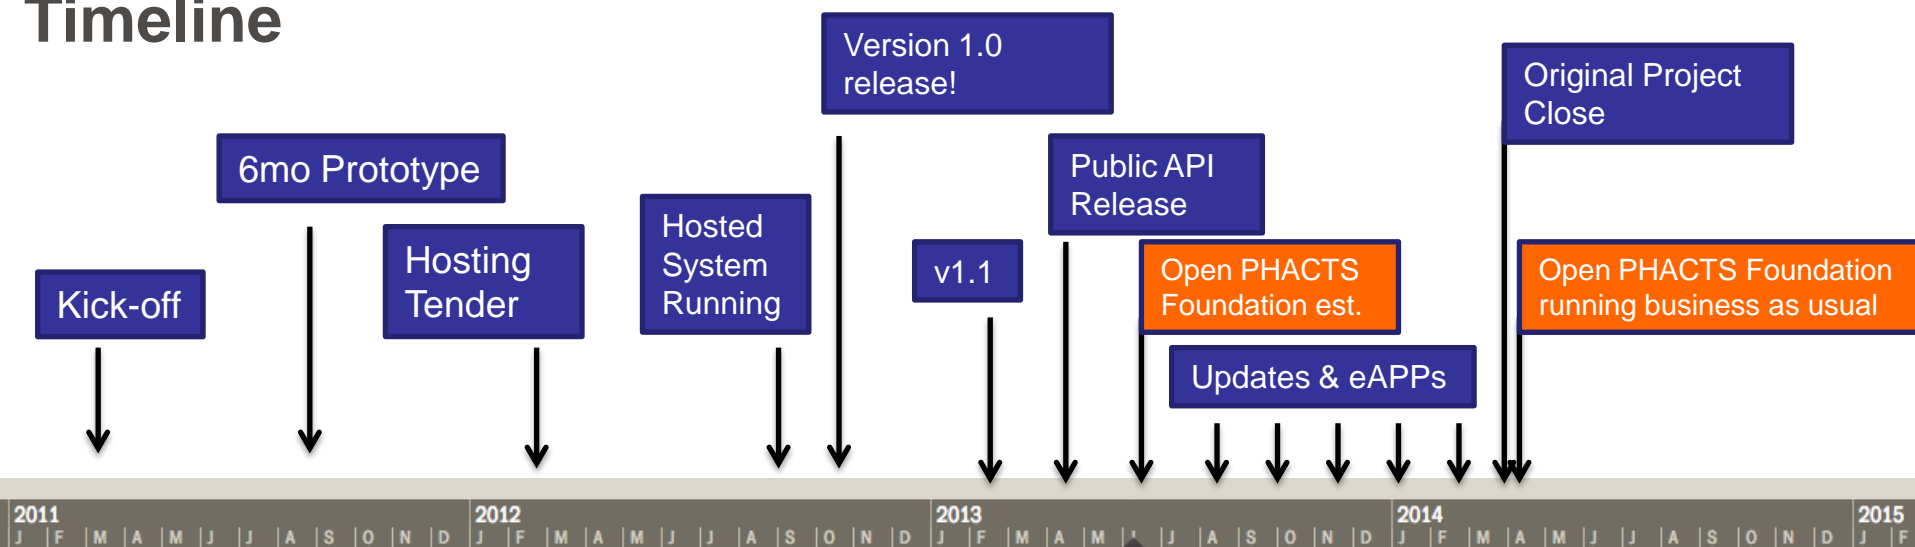 Timeline
Version 1.0
release!
Original Project
Close
6mo Prototype
Public API
Release
Hosted
System
Running
Hosting
Tender
v1.1
Open PHACTS
Foundation est.
Open PHACTS Foundation
running business as usual
Kick-off
Updates & eAPPs
2011 2012 2013 2014 2015
J F M A M J J A S O N D J F M A M J J A S O N D J F M A M J J A S O N D J F M A M J J A S O N D J F